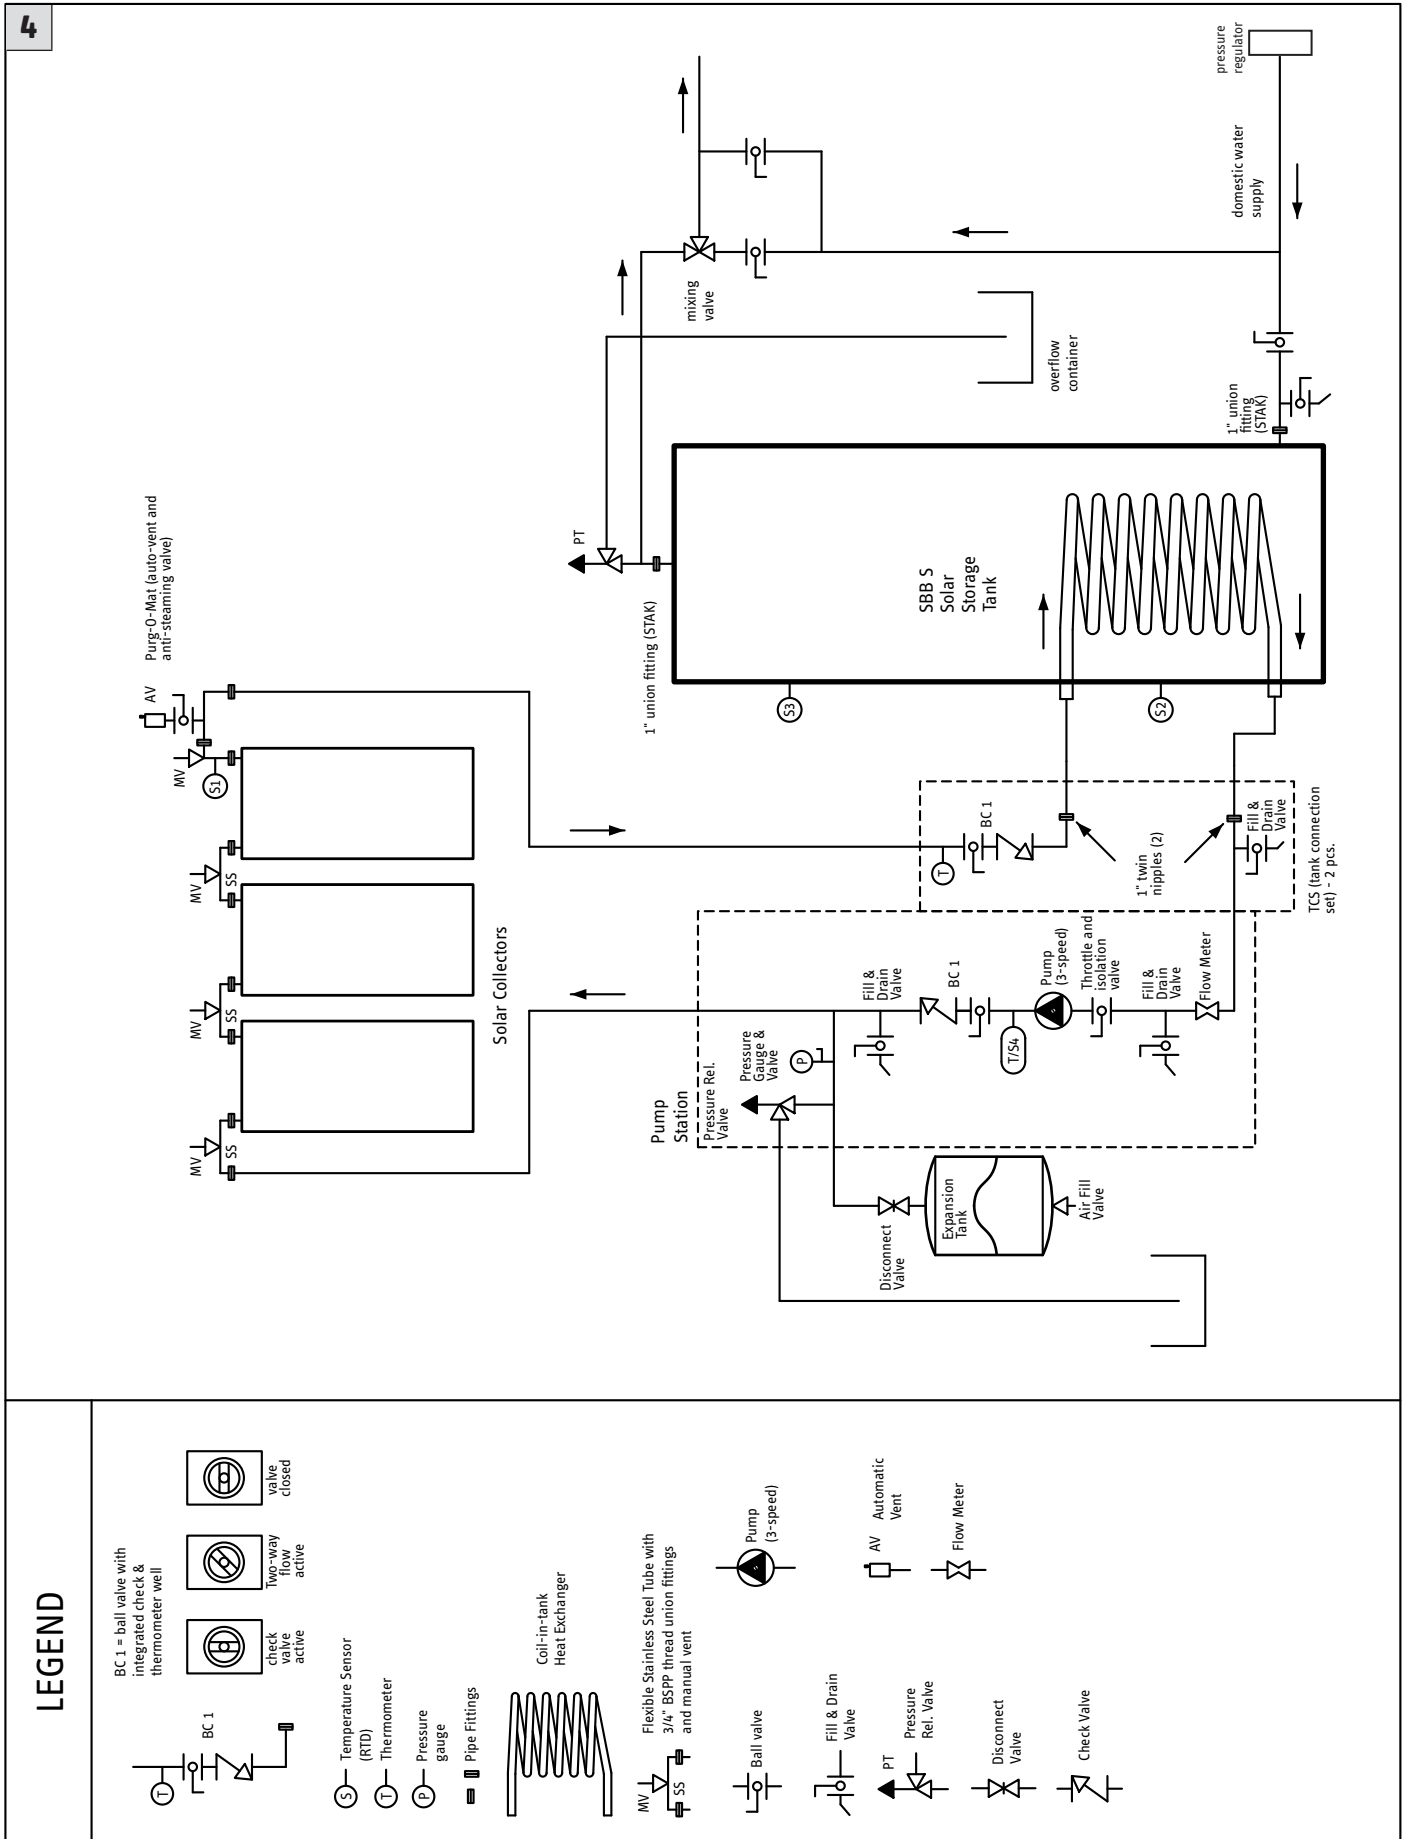 4
pressure
regulator
domestic water
supply
mixing
valve
overflow
container
1" union
fitting
(STAK)
PT
1" union fitting (STAK)
SBB S
Solar
Storage
Tank
S3
S2
Purg-O-Mat (auto-vent and
anti-steaming valve)
AV
MV
S1
MV
SS
MV
SS
MV
SS
Solar Collectors
T
BC 1
1" twin
nipples (2)
Fill &
Drain
Valve
TCS (tank connection
set) - 2 pcs.
Pump
Station
Pressure Rel.
Valve
Pressure
Gauge &
Valve
P
Fill &
Drain
Valve
BC 1
T/S4
Pump
(3-speed)
Throttle and
isolation
valve
Fill &
Drain
Valve
Flow Meter
Disconnect
Valve
Expansion
Tank
Air Fill
Valve
LEGEND
BC 1 = ball valve with
integrated check &
thermometer well
T
BC 1
check
valve
active
Two-way
flow
active
valve
closed
S
Temperature Sensor
(RTD)
T
Thermometer
P
Pressure
gauge
Pipe Fittings
Coil-in-tank
Heat Exchanger
MV
SS
Flexible Stainless Steel Tube with
3/4" BSPP thread union fittings
and manual vent
Ball valve
Pump
(3-speed)
Fill & Drain
Valve
AV
Automatic
Vent
PT
Pressure
Rel. Valve
Flow Meter
Disconnect
Valve
Check Valve